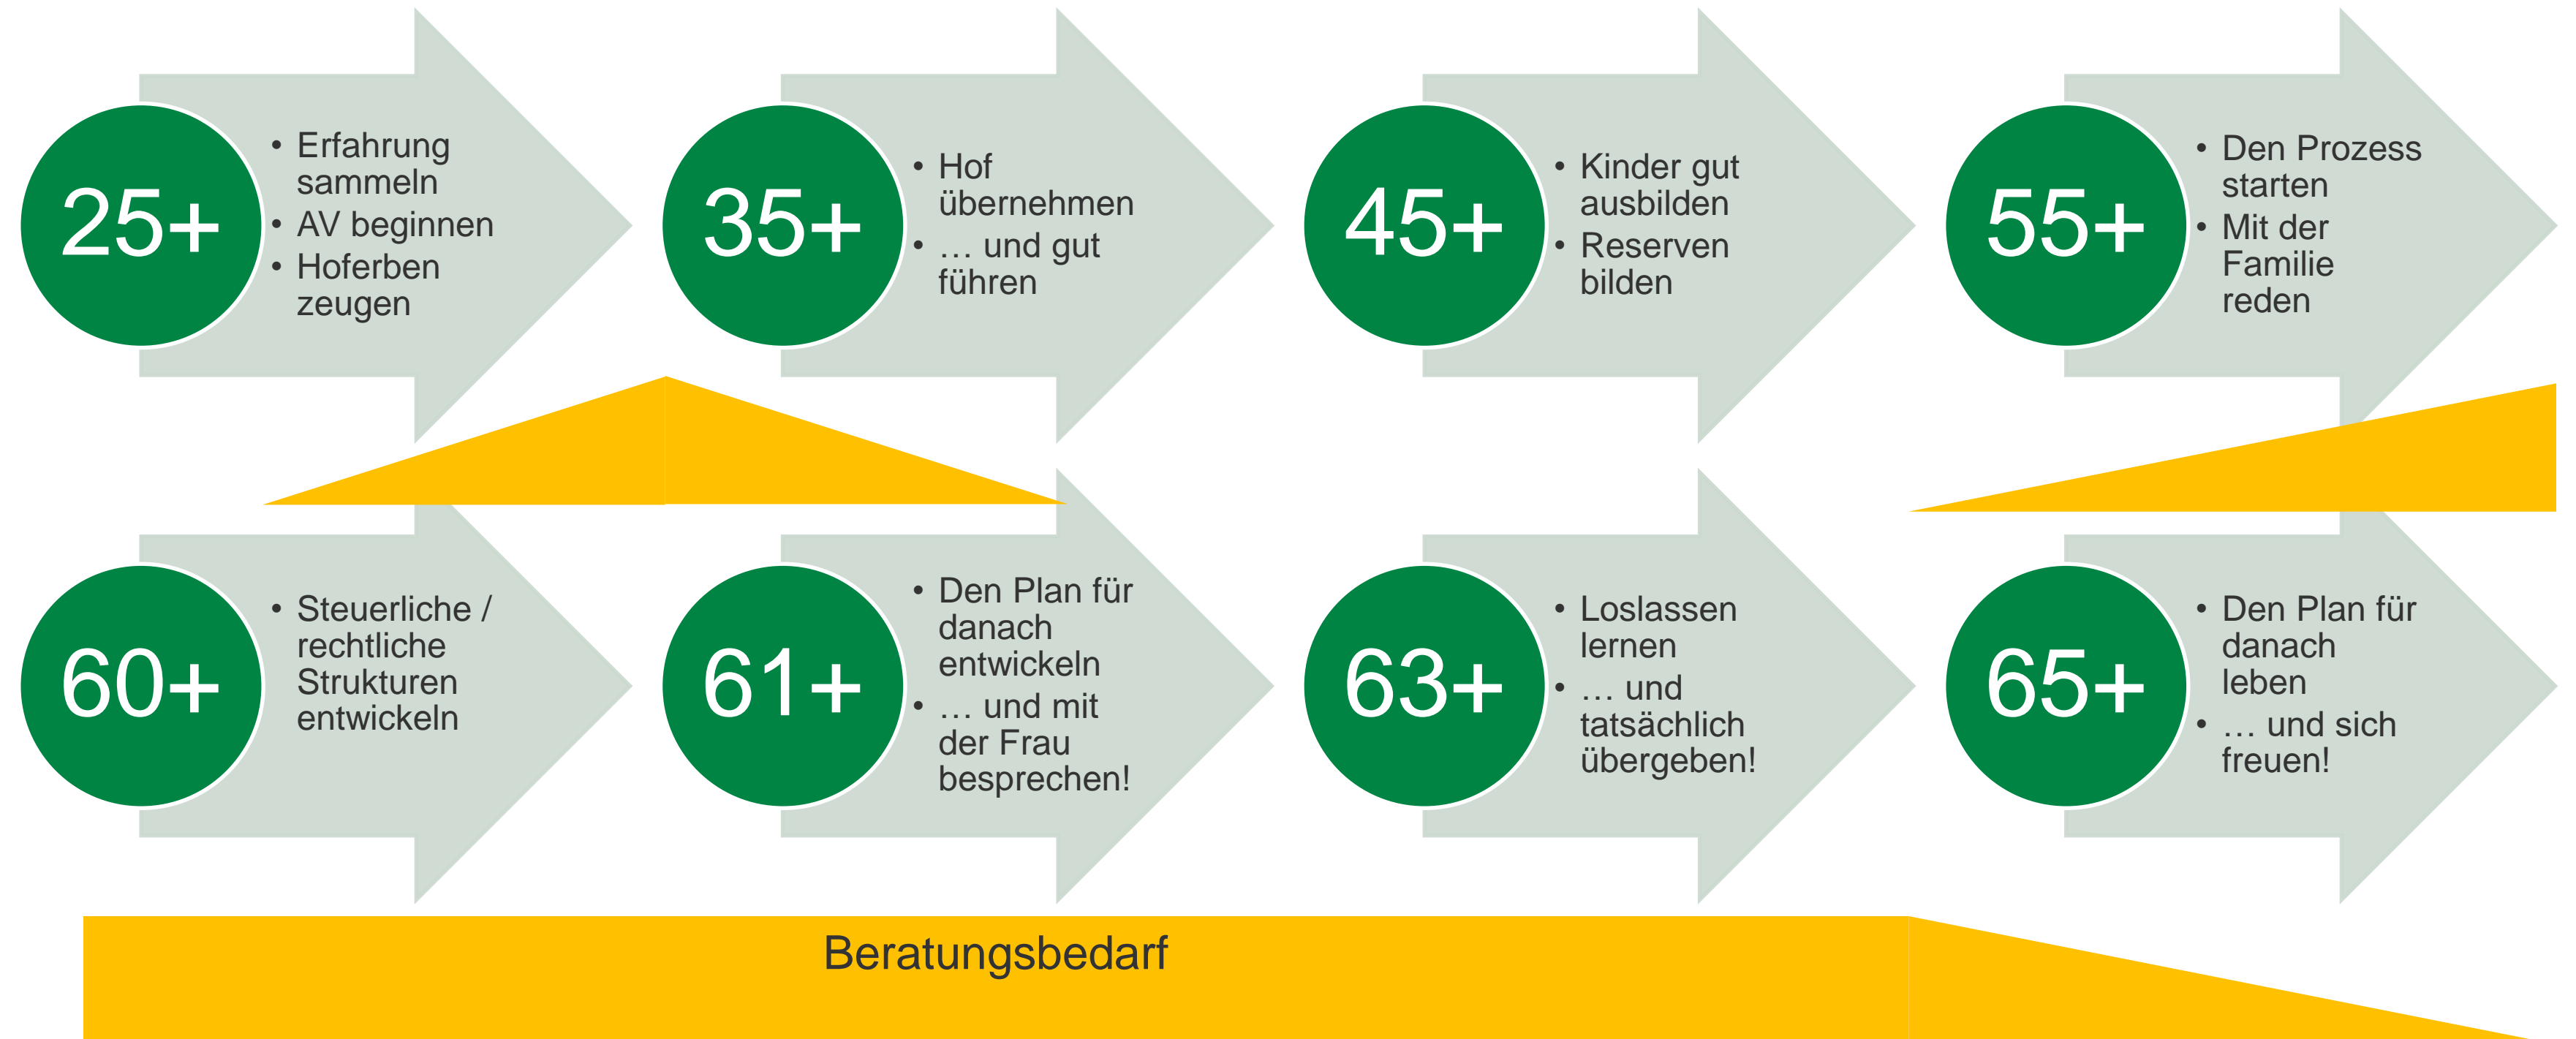 25+
• Erfahrung
sammeln
• AV beginnen
• Hoferben
zeugen
35+
• Hof
übernehmen
• … und gut
führen
45+
• Kinder gut
ausbilden
• Reserven
bilden
55+
• Den Prozess
starten
• Mit der
Familie
reden
60+
• Steuerliche /
rechtliche
Strukturen
entwickeln
61+
• Den Plan für
danach
entwickeln
• … und mit
der Frau
besprechen!
63+
• Loslassen
lernen
• … und
tatsächlich
übergeben!
65+
• Den Plan für
danach
leben
• … und sich
freuen!
Beratungsbedarf